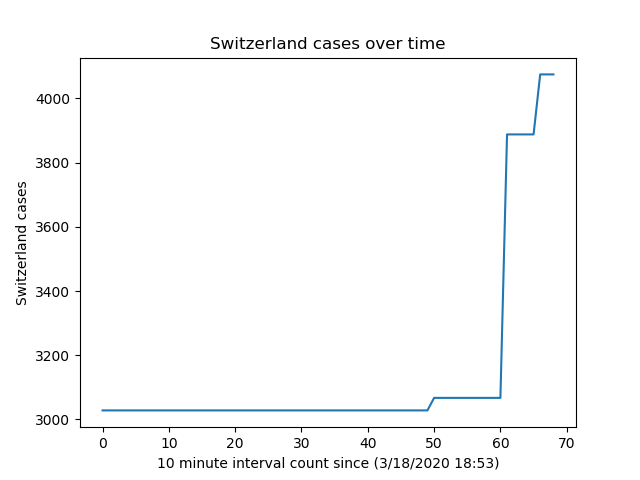 Switzerland cases over time
4000
3800
3600
3400
3200
3000
Switzerland cases
0 10 20 30 40 50 60 70
10 minute interval count since (3/18/2020 18:53)